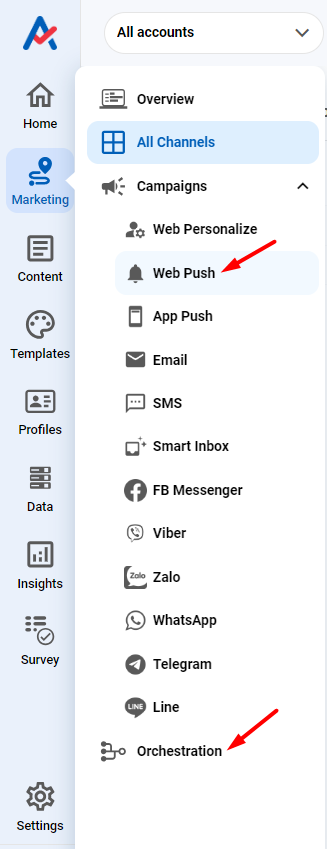 All accounts
Home
Marketing
Content
Templates
Profiles
Data
Insights
Survey
Settings
Overview
All Channels
Campaigns
Web Personalize
Web Push
App Push
Email
SMS
Smart Inbox
FB Messenger
Viber
Zalo
Zalo
WhatsApp
Telegram
LINE
Line
Orchestration